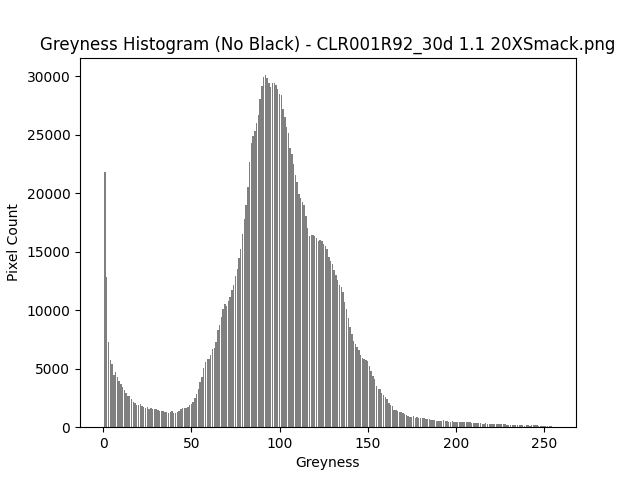 Greyness Histogram (No Black) - CLR001R92_30d 1.1 20XSmack.png
30000
25000
20000
15000
10000
5000
0
Pixel Count
0 50 100 150 200 250
Greyness